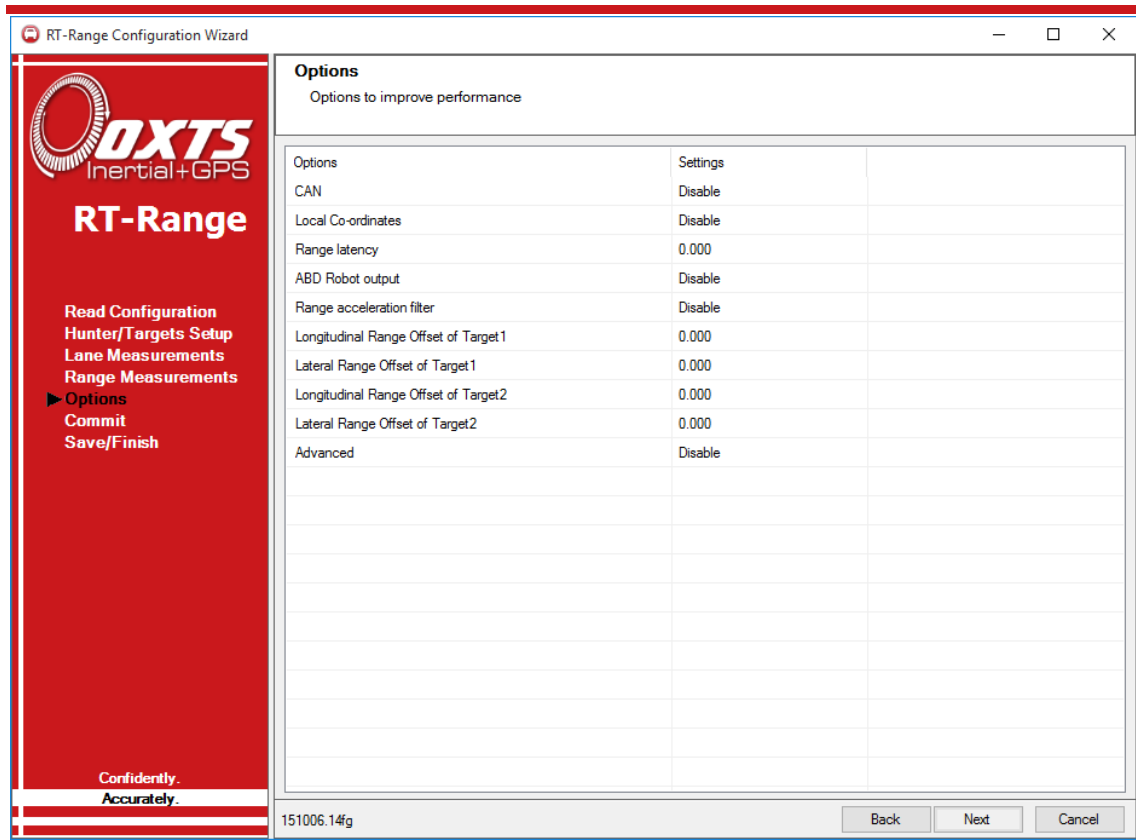 RT-Range Configuration Wizard
OXTS
Inertial+GPS
RT-Range
Read Configuration
Hunter/Targets Setup
Lane Measurements
Range Measurements
Options
Commit
Save/Finish
Confidently.
Accurately.
Options
Options to improve performance
Options Settings
CAN Disable
Local Co-ordinates Disable
Range latency 0.000
ABD Robot output Disable
Range acceleration filter Disable
Longitudinal Range Offset of Target1 0.000
Lateral Range Offset of Target1 0.000
Longitudinal Range Offset of Target2 0.000
Lateral Range Offset of Target2 0.000
Advanced Disable
151006.14fg Back Next Cancel